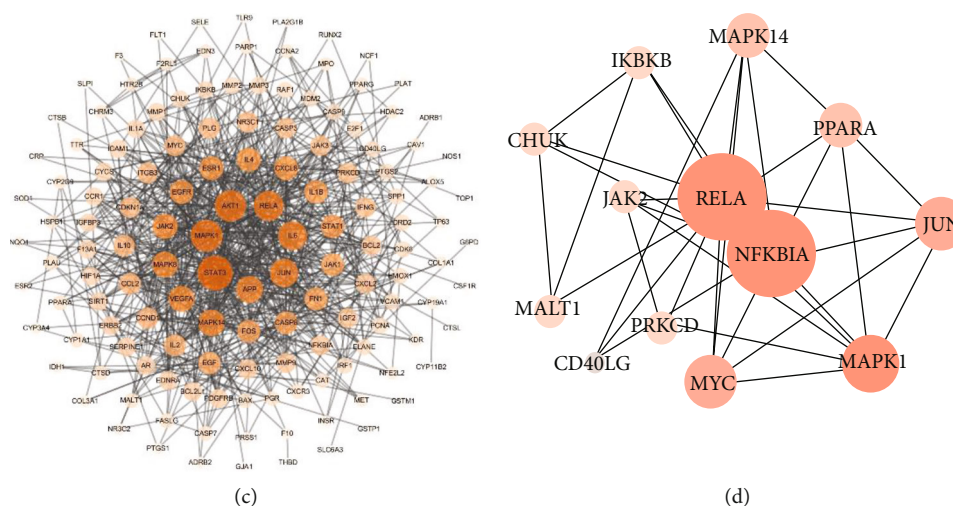 TLR9
SELE PLA2G1B
FLT1 RUNX2
EDN3 PARP1 CCNA2
F3 F2RL1 MPO NCF1
HTR2B IKBKB MMP2 MMP3 RAF1 PPARG PLAT
SLPI CHUK MDM2 CASP9 HDAC2
CHRM3 MMP1 PLG NR3C1 CASP3 E2F1
CTSB IL1A ADRB1
TTR ICAM1 MYC IL4 JAK3 CD40LG CAV1
CRP CYCS ITGB3 ESR1 CXCL8 PRKCD PTGS2 NOS1
CYP2C9 CCR1 EGFR IL1B SPP1 ALOX5
SOD1 CDKN1A AKT1 RELA IFNG TOP1
HSPB1 IGFBP3 JAK2 STAT1 DRD2 TP63
NQO1 F13A1 IL10 MAPK1 IL6 BCL2 CDK6 G6PD
PLAU HIF1A MAPK8 STAT3 JUN JAK1 HMOX1 COL1A1
ESR2 CCL2 CXCL2 CSF1R
PPARA SIRT1 VEGFA APP FN1 VCAM1 CYP19A1
CYP3A4 ERBB2 CCND1 MAPK14 CASP8 IGF2 PCNA CTSL
CYP1A1 SERPINE1 IL2 FOS NFKBIA ELANE KDR
IDH1 AR EGF MMP9 CYP11B2
CTSD EDNRA CXCL10 IRF1 NFE2L2
COL3A1 MALT1 BCL2L1 PDGFRB BAX PGR CXCR3 CAT MET GSTM1
FASLG INSR
NR3C2 CASP7 PRSS1 F10 GSTP1
PTGS1 SLC6A3
ADRB2 GJA1 THBD
(c)
MAPK14
IKBKB
CHUK PPARA
JAK2 RELA
JUN
NFKBIA
MALT1
PRKCD
CD40LG MAPK1
MYC
(d)